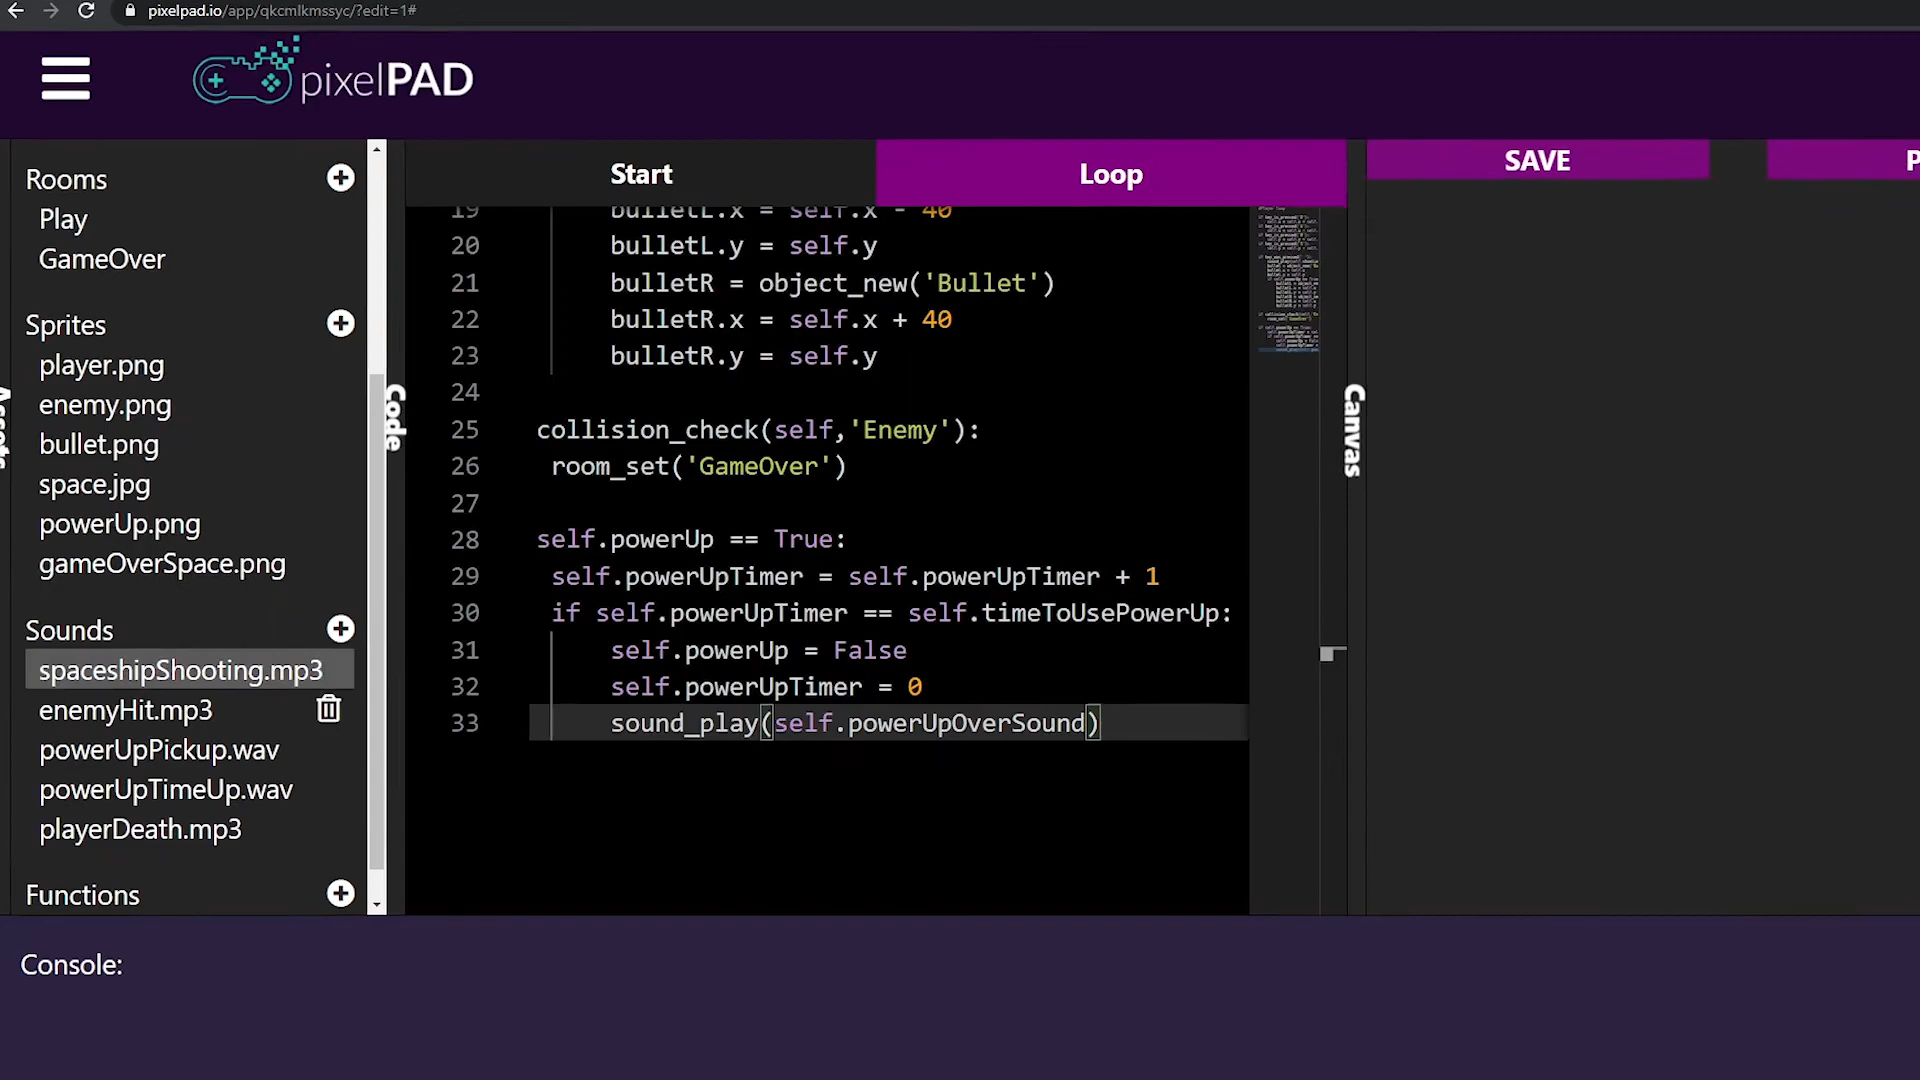 pixelpad.io/app/qkcmlkmssyc/?edit=1#
pixelPAD
Rooms
Play
GameOver
Sprites
player.png
enemy.png
bullet.png
space.jpg
powerUp.png
gameOverSpace.png
Sounds
spaceshipShooting.mp3
enemyHit.mp3
powerUpPickup.wav
powerUpTimeUp.wav
playerDeath.mp3
Functions
Code
Start
Loop
19 bulletL.x = self.x - 40
20 bulletL.y = self.y
21 bulletR = object_new('Bullet')
22 bulletR.x = self.x + 40
23 bulletR.y = self.y
24
25 collision_check(self,'Enemy'):
26 room_set('GameOver')
27
28 self.powerUp == True:
29 self.powerUpTimer = self.powerUpTimer + 1
30 if self.powerUpTimer == self.timeToUsePowerUp:
31 self.powerUp = False
32 self.powerUpTimer = 0
33 sound_play(self.powerUpOverSound)
Canvas
SAVE
Console: